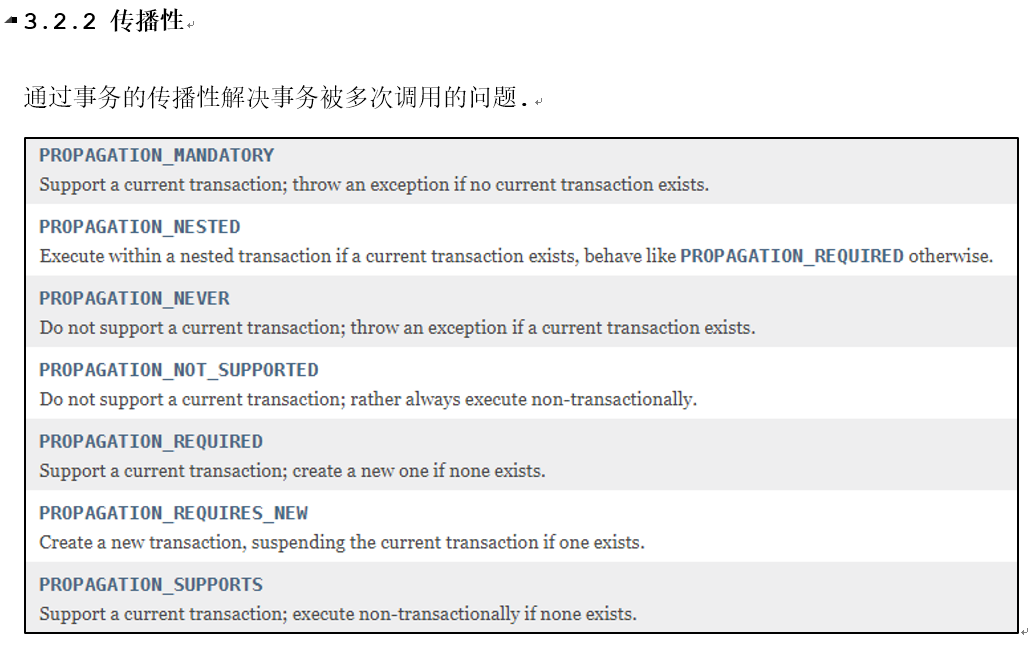 3.2.2 传播性
通过事务的传播性解决事务被多次调用的问题.
PROPAGATION_MANDATORY
Support a current transaction; throw an exception if no current transaction exists.
PROPAGATION_NESTED
Execute within a nested transaction if a current transaction exists, behave like PROPAGATION_REQUIRED otherwise.
PROPAGATION_NEVER
Do not support a current transaction; throw an exception if a current transaction exists.
PROPAGATION_NOT_SUPPORTED
Do not support a current transaction; rather always execute non-transactionally.
PROPAGATION_REQUIRED
Support a current transaction; create a new one if none exists.
PROPAGATION_REQUIRES_NEW
Create a new transaction, suspending the current transaction if one exists.
PROPAGATION_SUPPORTS
Support a current transaction; execute non-transactionally if none exists.